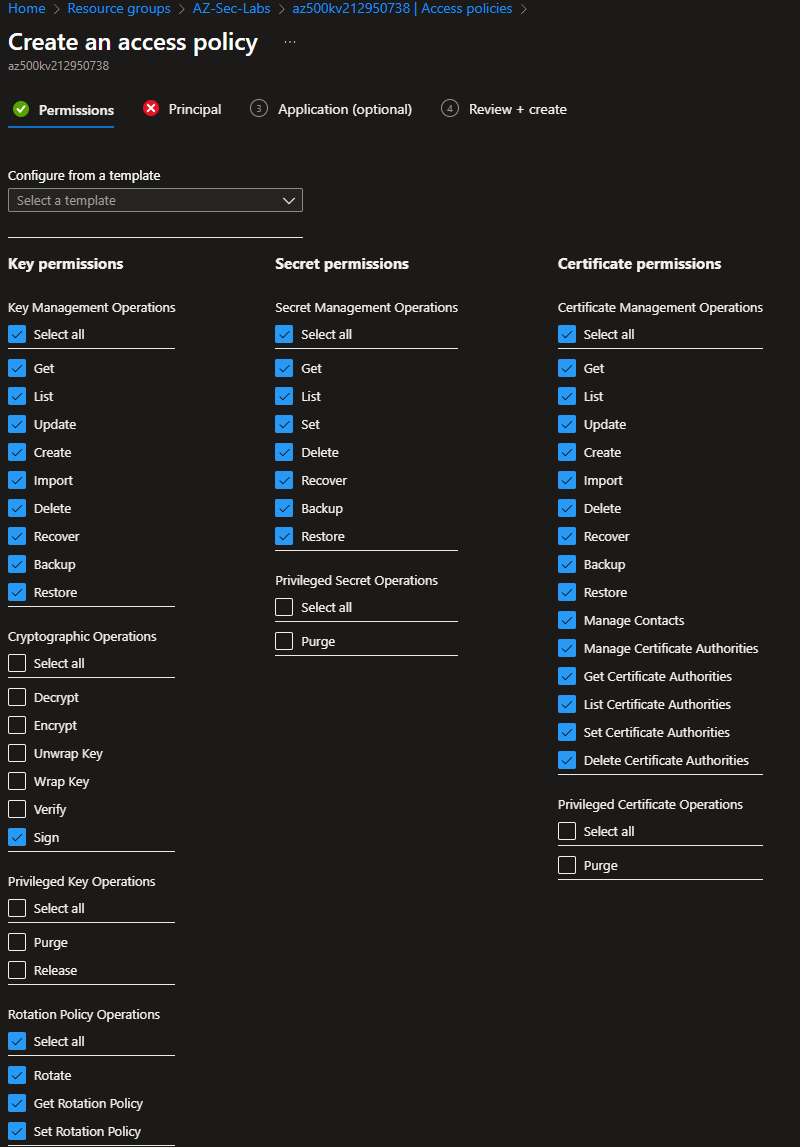 Home > Resource groups > AZ-Sec-Labs > az500kv212950738 | Access policies >
Create an access policy ...
az500kv212950738
Permissions Principal 3 Application (optional) 4 Review + create
Configure from a template
Select a template
Key permissions
Key Management Operations
Select all
Get
List
Update
Create
Import
Delete
Recover
Backup
Restore
Cryptographic Operations
Select all
Decrypt
Encrypt
Unwrap Key
Wrap Key
Verify
Sign
Privileged Key Operations
Select all
Purge
Release
Rotation Policy Operations
Select all
Rotate
Get Rotation Policy
Set Rotation Policy
Secret permissions
Secret Management Operations
Select all
Get
List
Set
Delete
Recover
Backup
Restore
Privileged Secret Operations
Select all
Purge
Certificate permissions
Certificate Management Operations
Select all
Get
List
Update
Create
Import
Delete
Recover
Backup
Restore
Manage Contacts
Manage Certificate Authorities
Get Certificate Authorities
List Certificate Authorities
Set Certificate Authorities
Delete Certificate Authorities
Privileged Certificate Operations
Select all
Purge